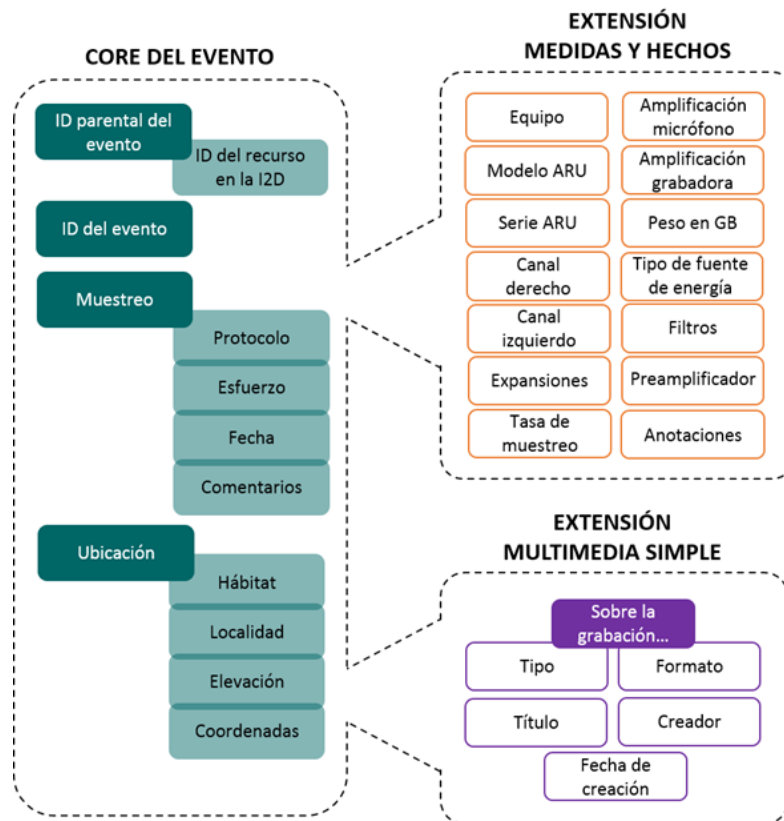 CORE DEL EVENTO
ID parental del
evento
ID del recurso
en la I2D
ID del evento
Muestreo
Protocolo
Esfuerzo
Fecha
Comentarios
Ubicación
Hábitat
Localidad
Elevación
Coordenadas
EXTENSIÓN
MEDIDAS Y HECHOS
Equipo
Amplificación
micrófono
Modelo ARU
Amplificación
grabadora
Serie ARU
Peso en GB
Canal
derecho
Tipo de fuente
de energía
Canal
izquierdo
Filtros
Expansiones
Preamplificador
Tasa de
muestreo
Anotaciones
EXTENSIÓN
MULTIMEDIA SIMPLE
Sobre la
grabación...
Tipo
Formato
Título
Creador
Fecha de
creación